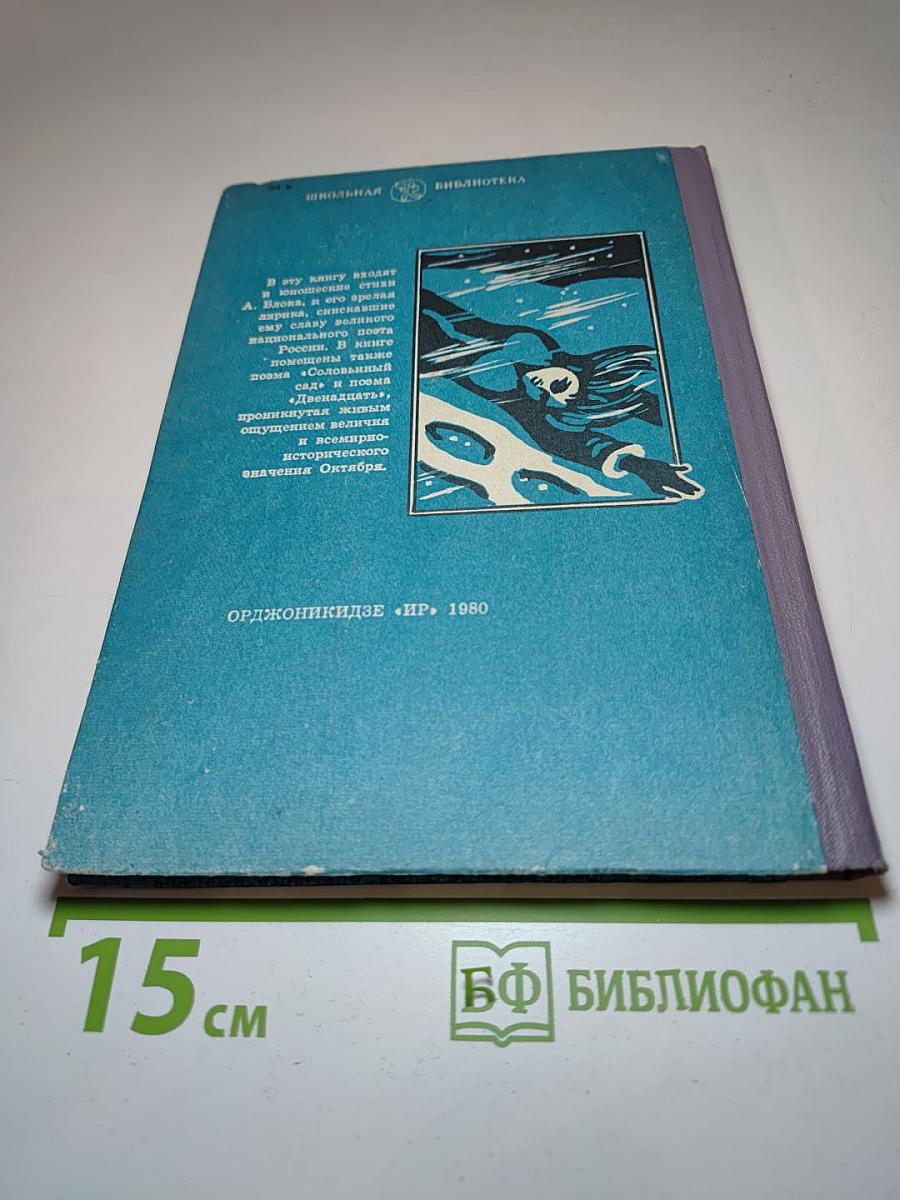 ШКОЛЬНАЯ БИБЛИОТЕКА
В эту книгу входят
и юношеские стихи
А. Блока, и его зрелая
лирика, снискавшие
ему славу великого
национального поэта
России. В книге
помещены также
поэма «Соловьиный
сад» и поэма
«Двенадцать»,
проникнутая живым
ощущением величия
и всемирно-
исторического
значения Октября.
ОРДЖОНИКИДЗЕ «ИР» 1980
15 см
БФ БИБЛИОФАН